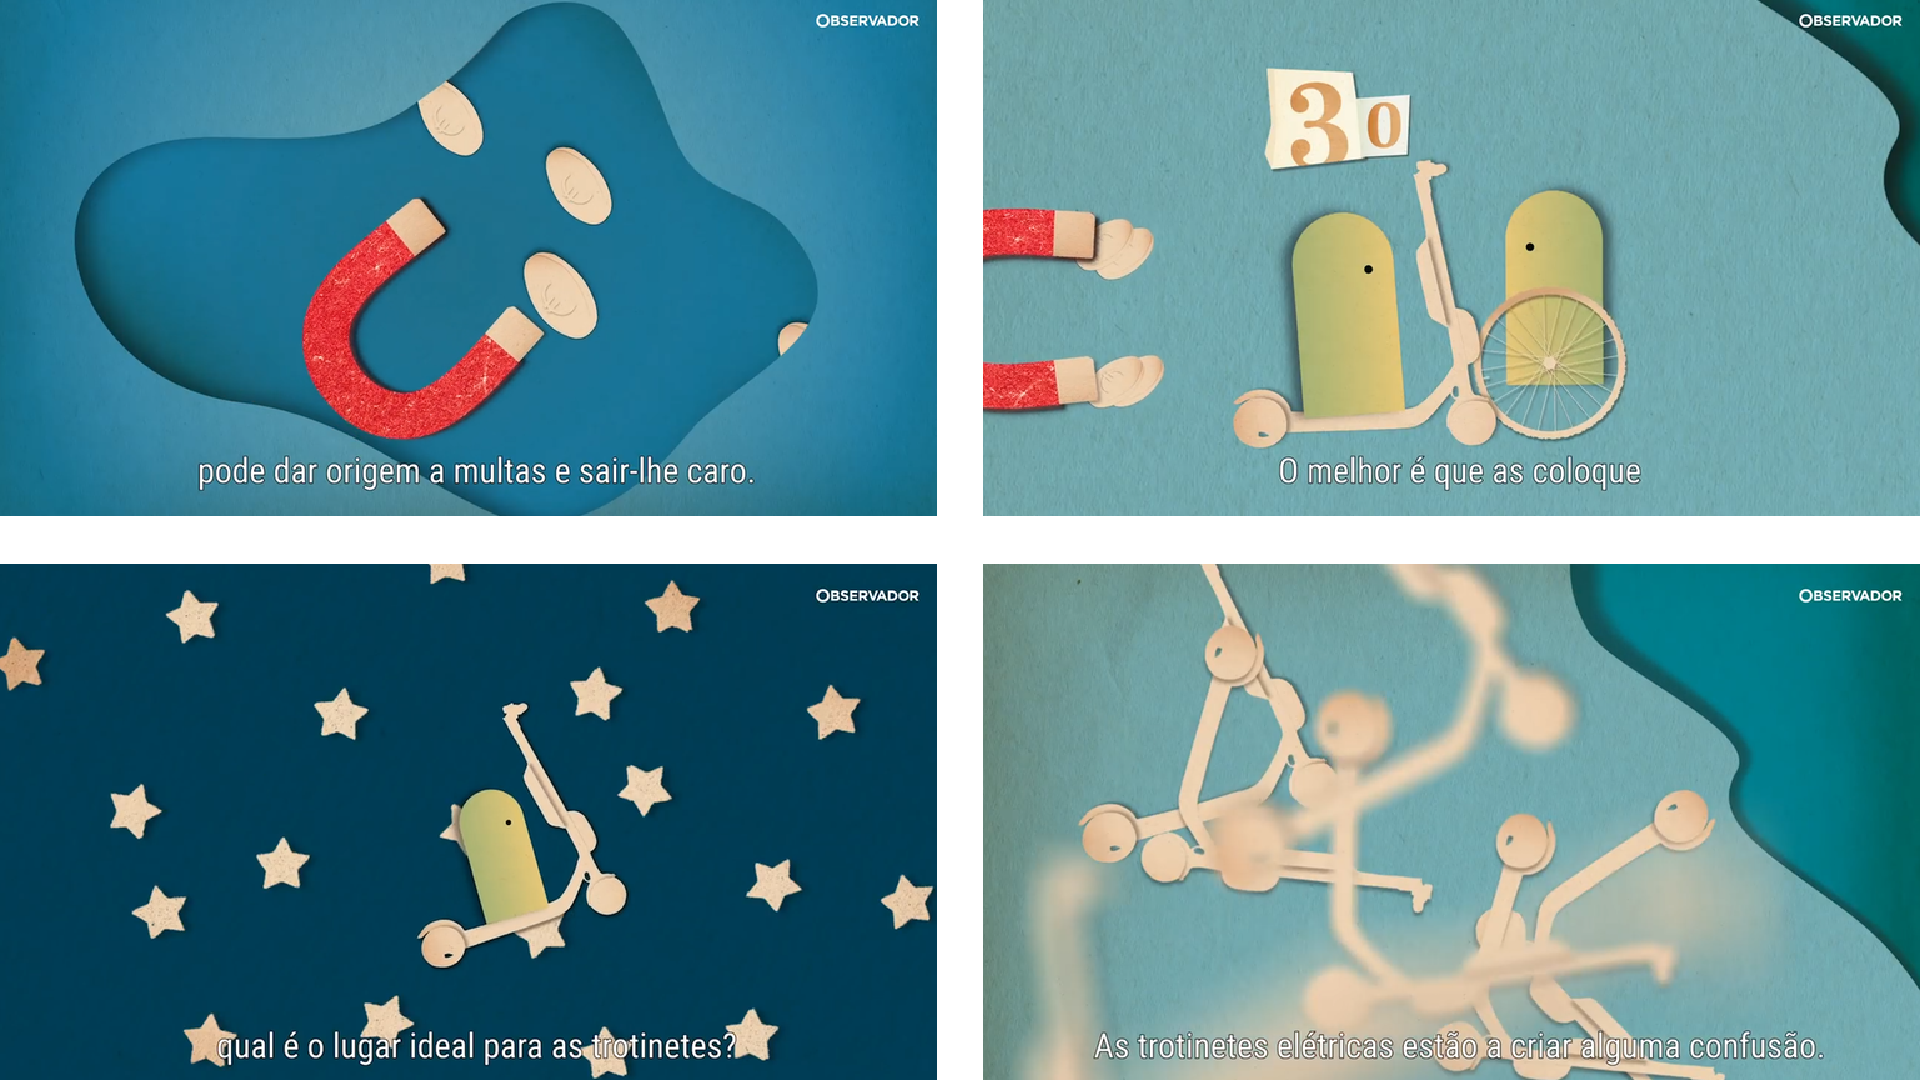 OBSERVADOR
pode dar origem a multas e sair-lhe caro.
OBSERVADOR
30
O melhor é que as coloque
OBSERVADOR
qual é o lugar ideal para as trotinetes?
OBSERVADOR
As trotinetes elétricas estão a criar alguma confusão.